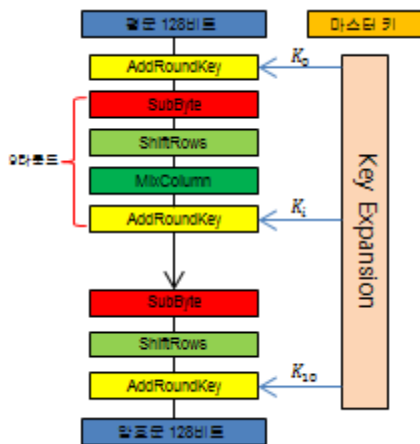 평문 128비트
마스터 키
AddRoundKey
K₀
SubByte
ShiftRows
9라운드
MixColumn
AddRoundKey
Kᵢ
Key Expansion
SubByte
ShiftRows
AddRoundKey
K₁₀
암호문 128비트